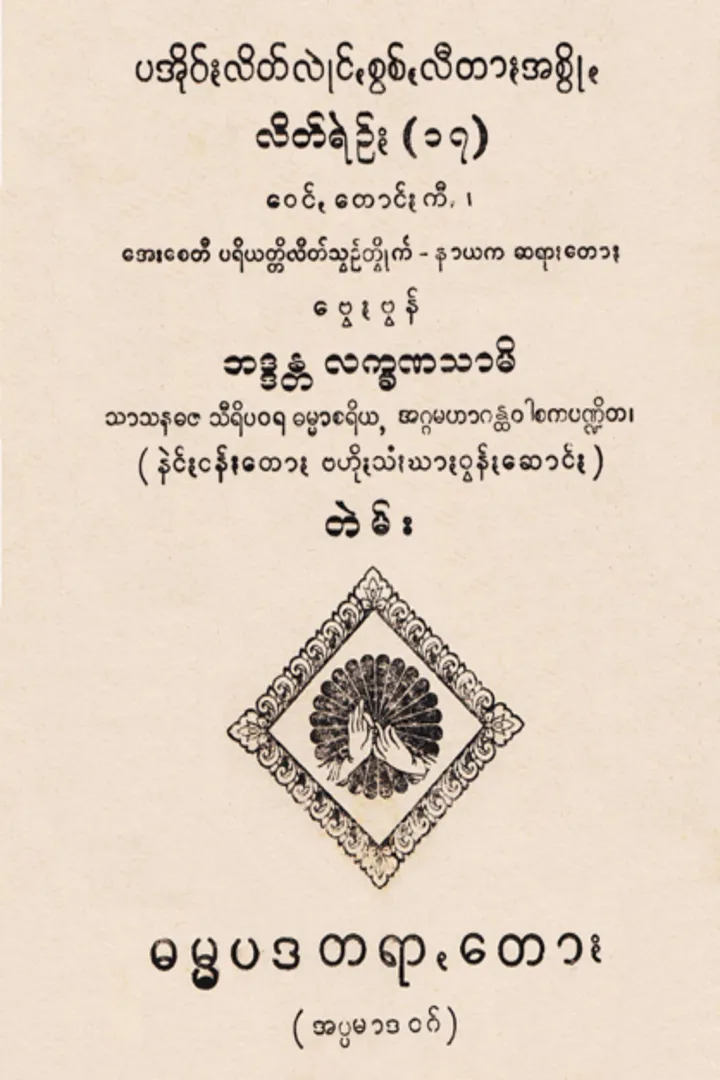 ပအိုဝ်ႏလိတ်လဲ့ꩻငꩻစွစ်ꩻလီတာႏအစွိုႏ
လိတ်ရဲဉ်ႏ (၁၇)
ဝေင်ꩻ တောင်ႏကီꩻ၊
အေးစေတီ ပရိယတ္တိလိတ်သွဉ်ဘွိုက်ꩻ - နာယက ဆရာႏတောႏ
ဗွေႏဗွန်
ဘဒ္ဒန္တ လက္ခဏသာမိ
သာသနဓဇ သီရိပဝရ ဓမ္မာစရိယ, အဂ္ဂမဟာဂန္ထဝါစကပဏ္ဍိတ၊
( နဲင်ႏငန်ႏတောႏ ဗဟိုႏသံႏဃာႏဝွန်ႏဆောင်ႏ )
တဲမ်း
ဓမ္မပဒတရာꩻတောႏ
( အပ္ပမာဒဝဂ် )